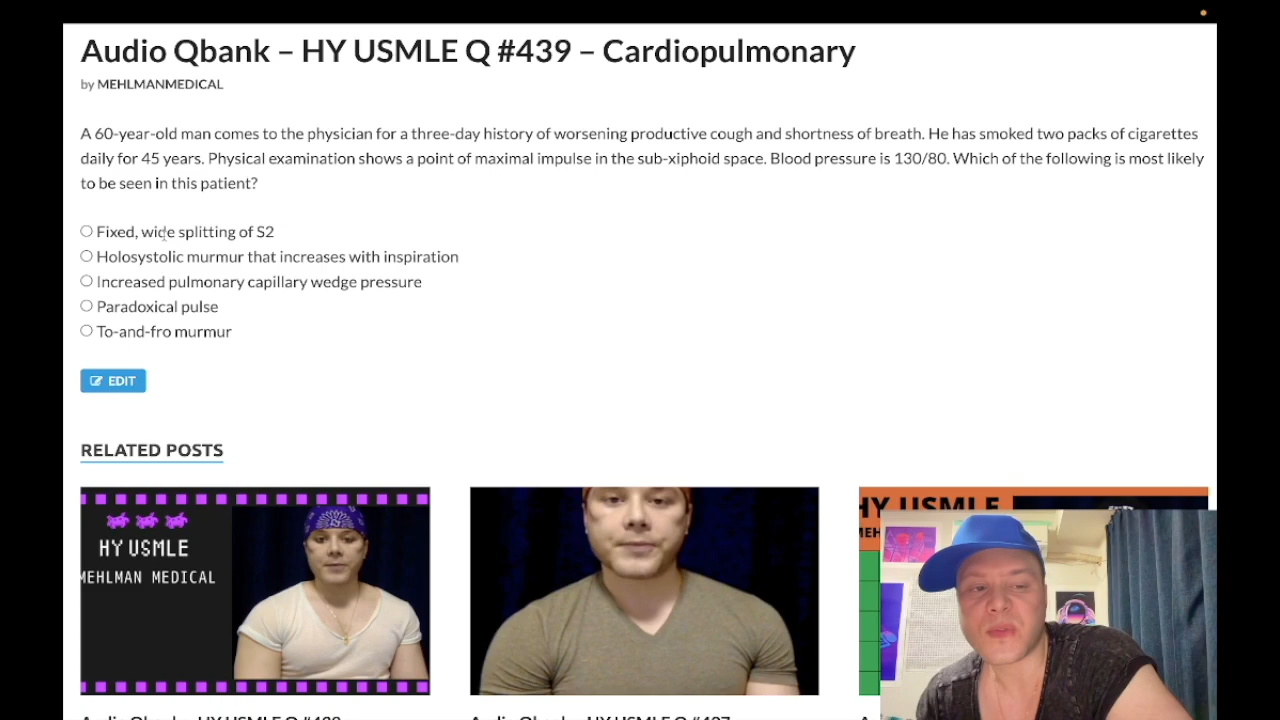 Audio Qbank – HY USMLE Q #439 – Cardiopulmonary
by MEHLMANMEDICAL
A 60-year-old man comes to the physician for a three-day history of worsening productive cough and shortness of breath. He has smoked two packs of cigarettes
daily for 45 years. Physical examination shows a point of maximal impulse in the sub-xiphoid space. Blood pressure is 130/80. Which of the following is most likely
to be seen in this patient?
Fixed, wide splitting of S2
Holosystolic murmur that increases with inspiration
Increased pulmonary capillary wedge pressure
Paradoxical pulse
To-and-fro murmur
EDIT
RELATED POSTS
HY USMLE
MEHLMAN MEDICAL
HY USMLE